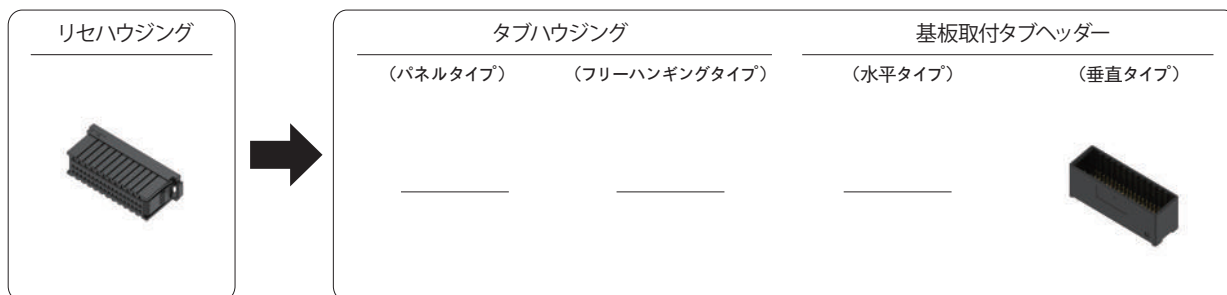 リセハウジング
タブハウジング
基板取付タブヘッダー
(パネルタイプ)
(フリーハンギングタイプ)
(水平タイプ)
(垂直タイプ)